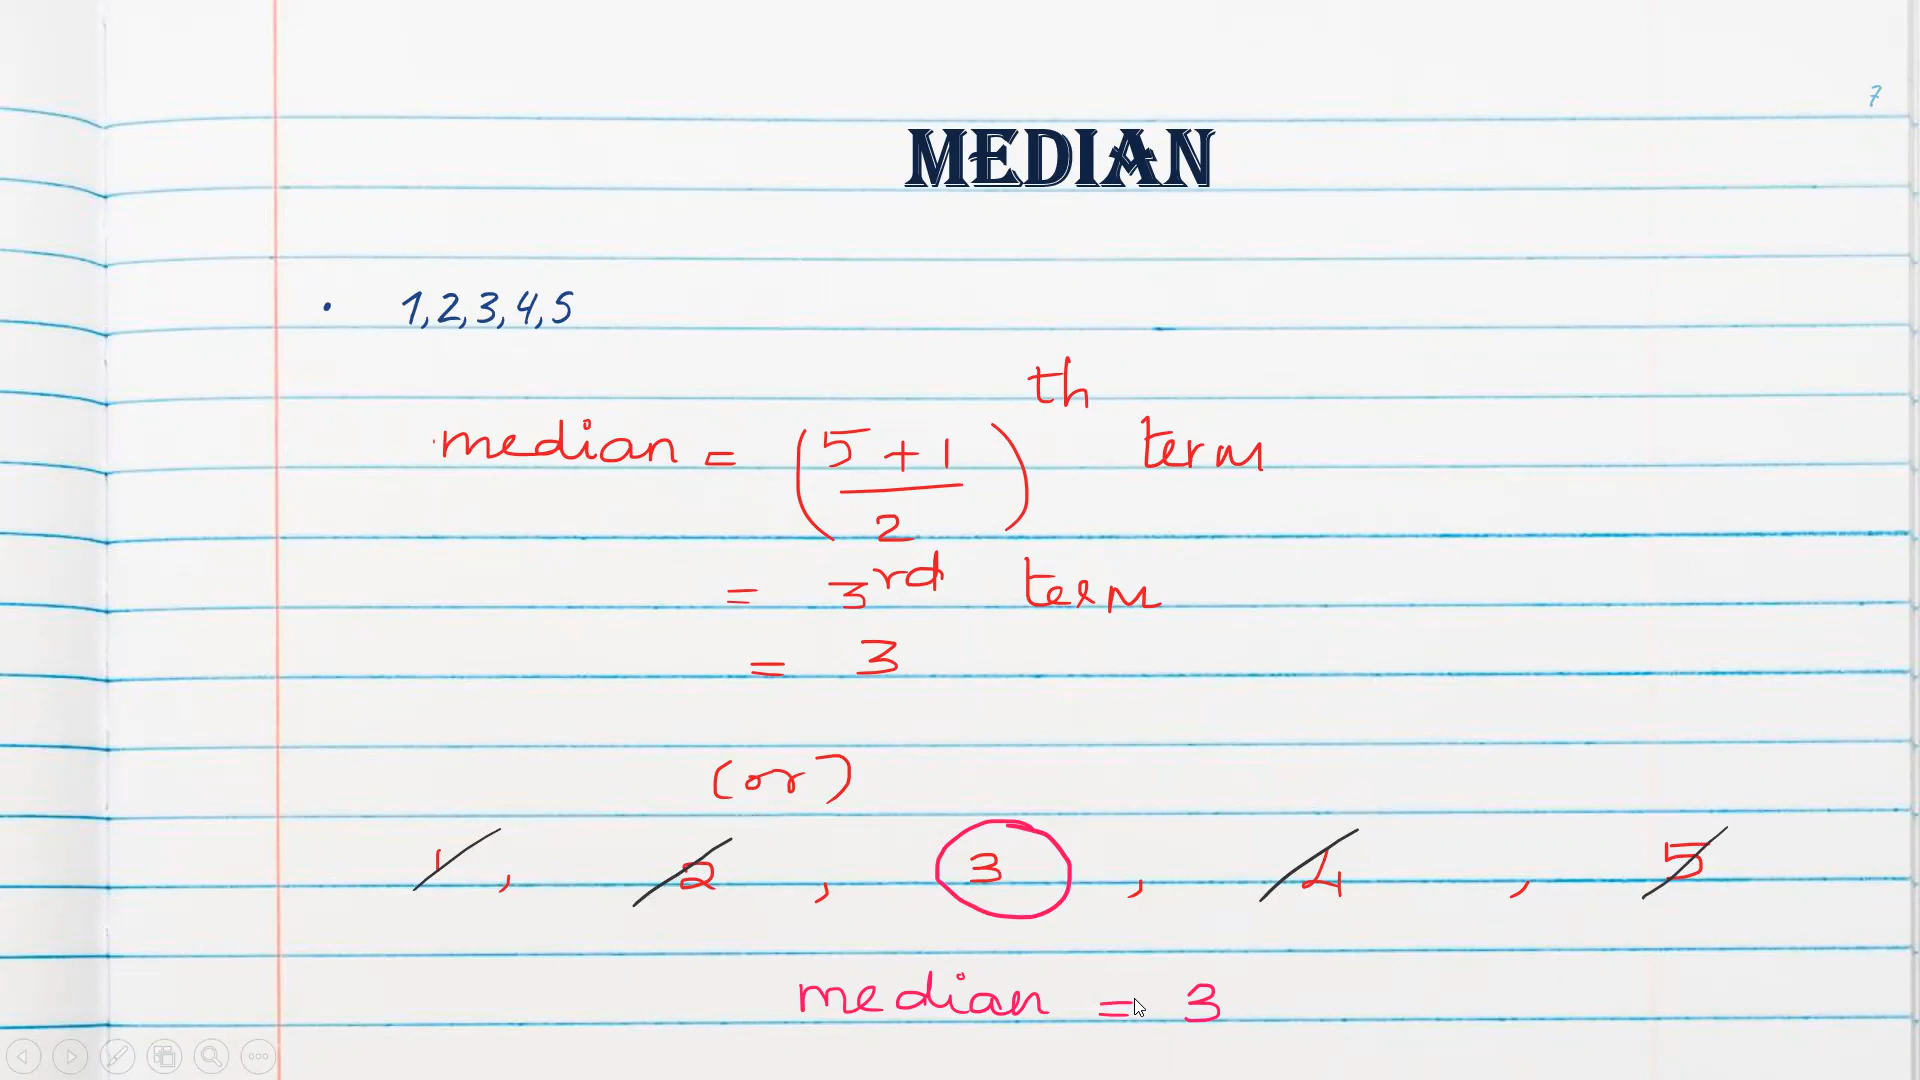 7
MEDIAN
• 1,2,3,4,5
median = (5+1/2)th term
= 3rd term
= 3
(or)
1, 2, 3, 4, 5
median = 3